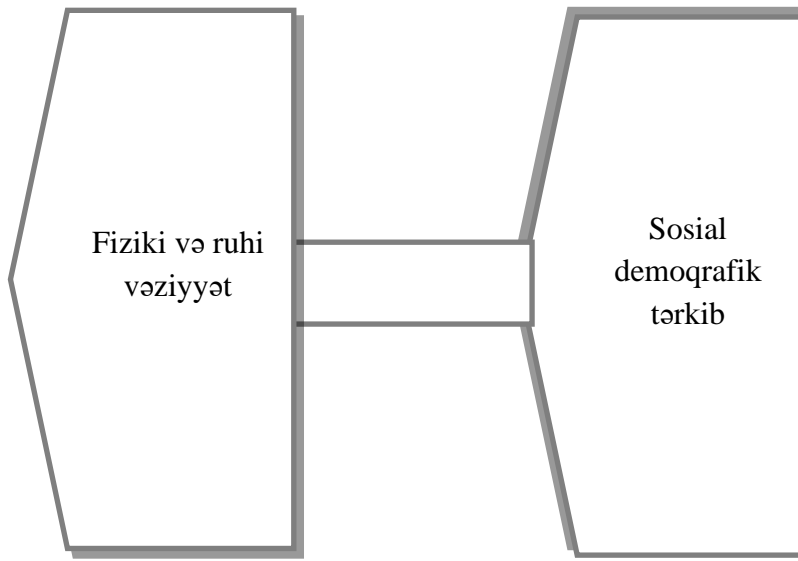 Fiziki və ruhi
vəziyyət
Sosial
demoqrafik
tərkib